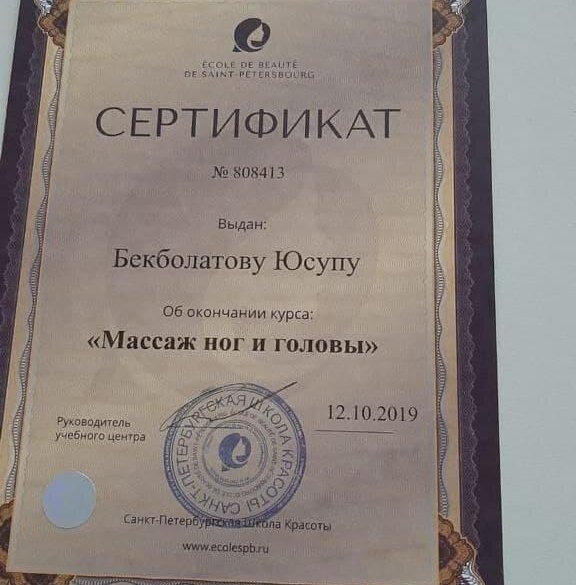 ÉCOLE DE BEAUTÉ
DE SAINT-PÉTERSBOURG
СЕРТИФИКАТ
№ 808413
Выдан:
Бекболатову Юсупу
Об окончании курса:
«Массаж ног и головы»
12.10.2019
Руководитель
учебного центра
САНКТ-ПЕТЕРБУРГСКАЯ ШКОЛА КРАСОТЫ
Санкт-Петербургская Школа Красоты
www.ecolespb.ru